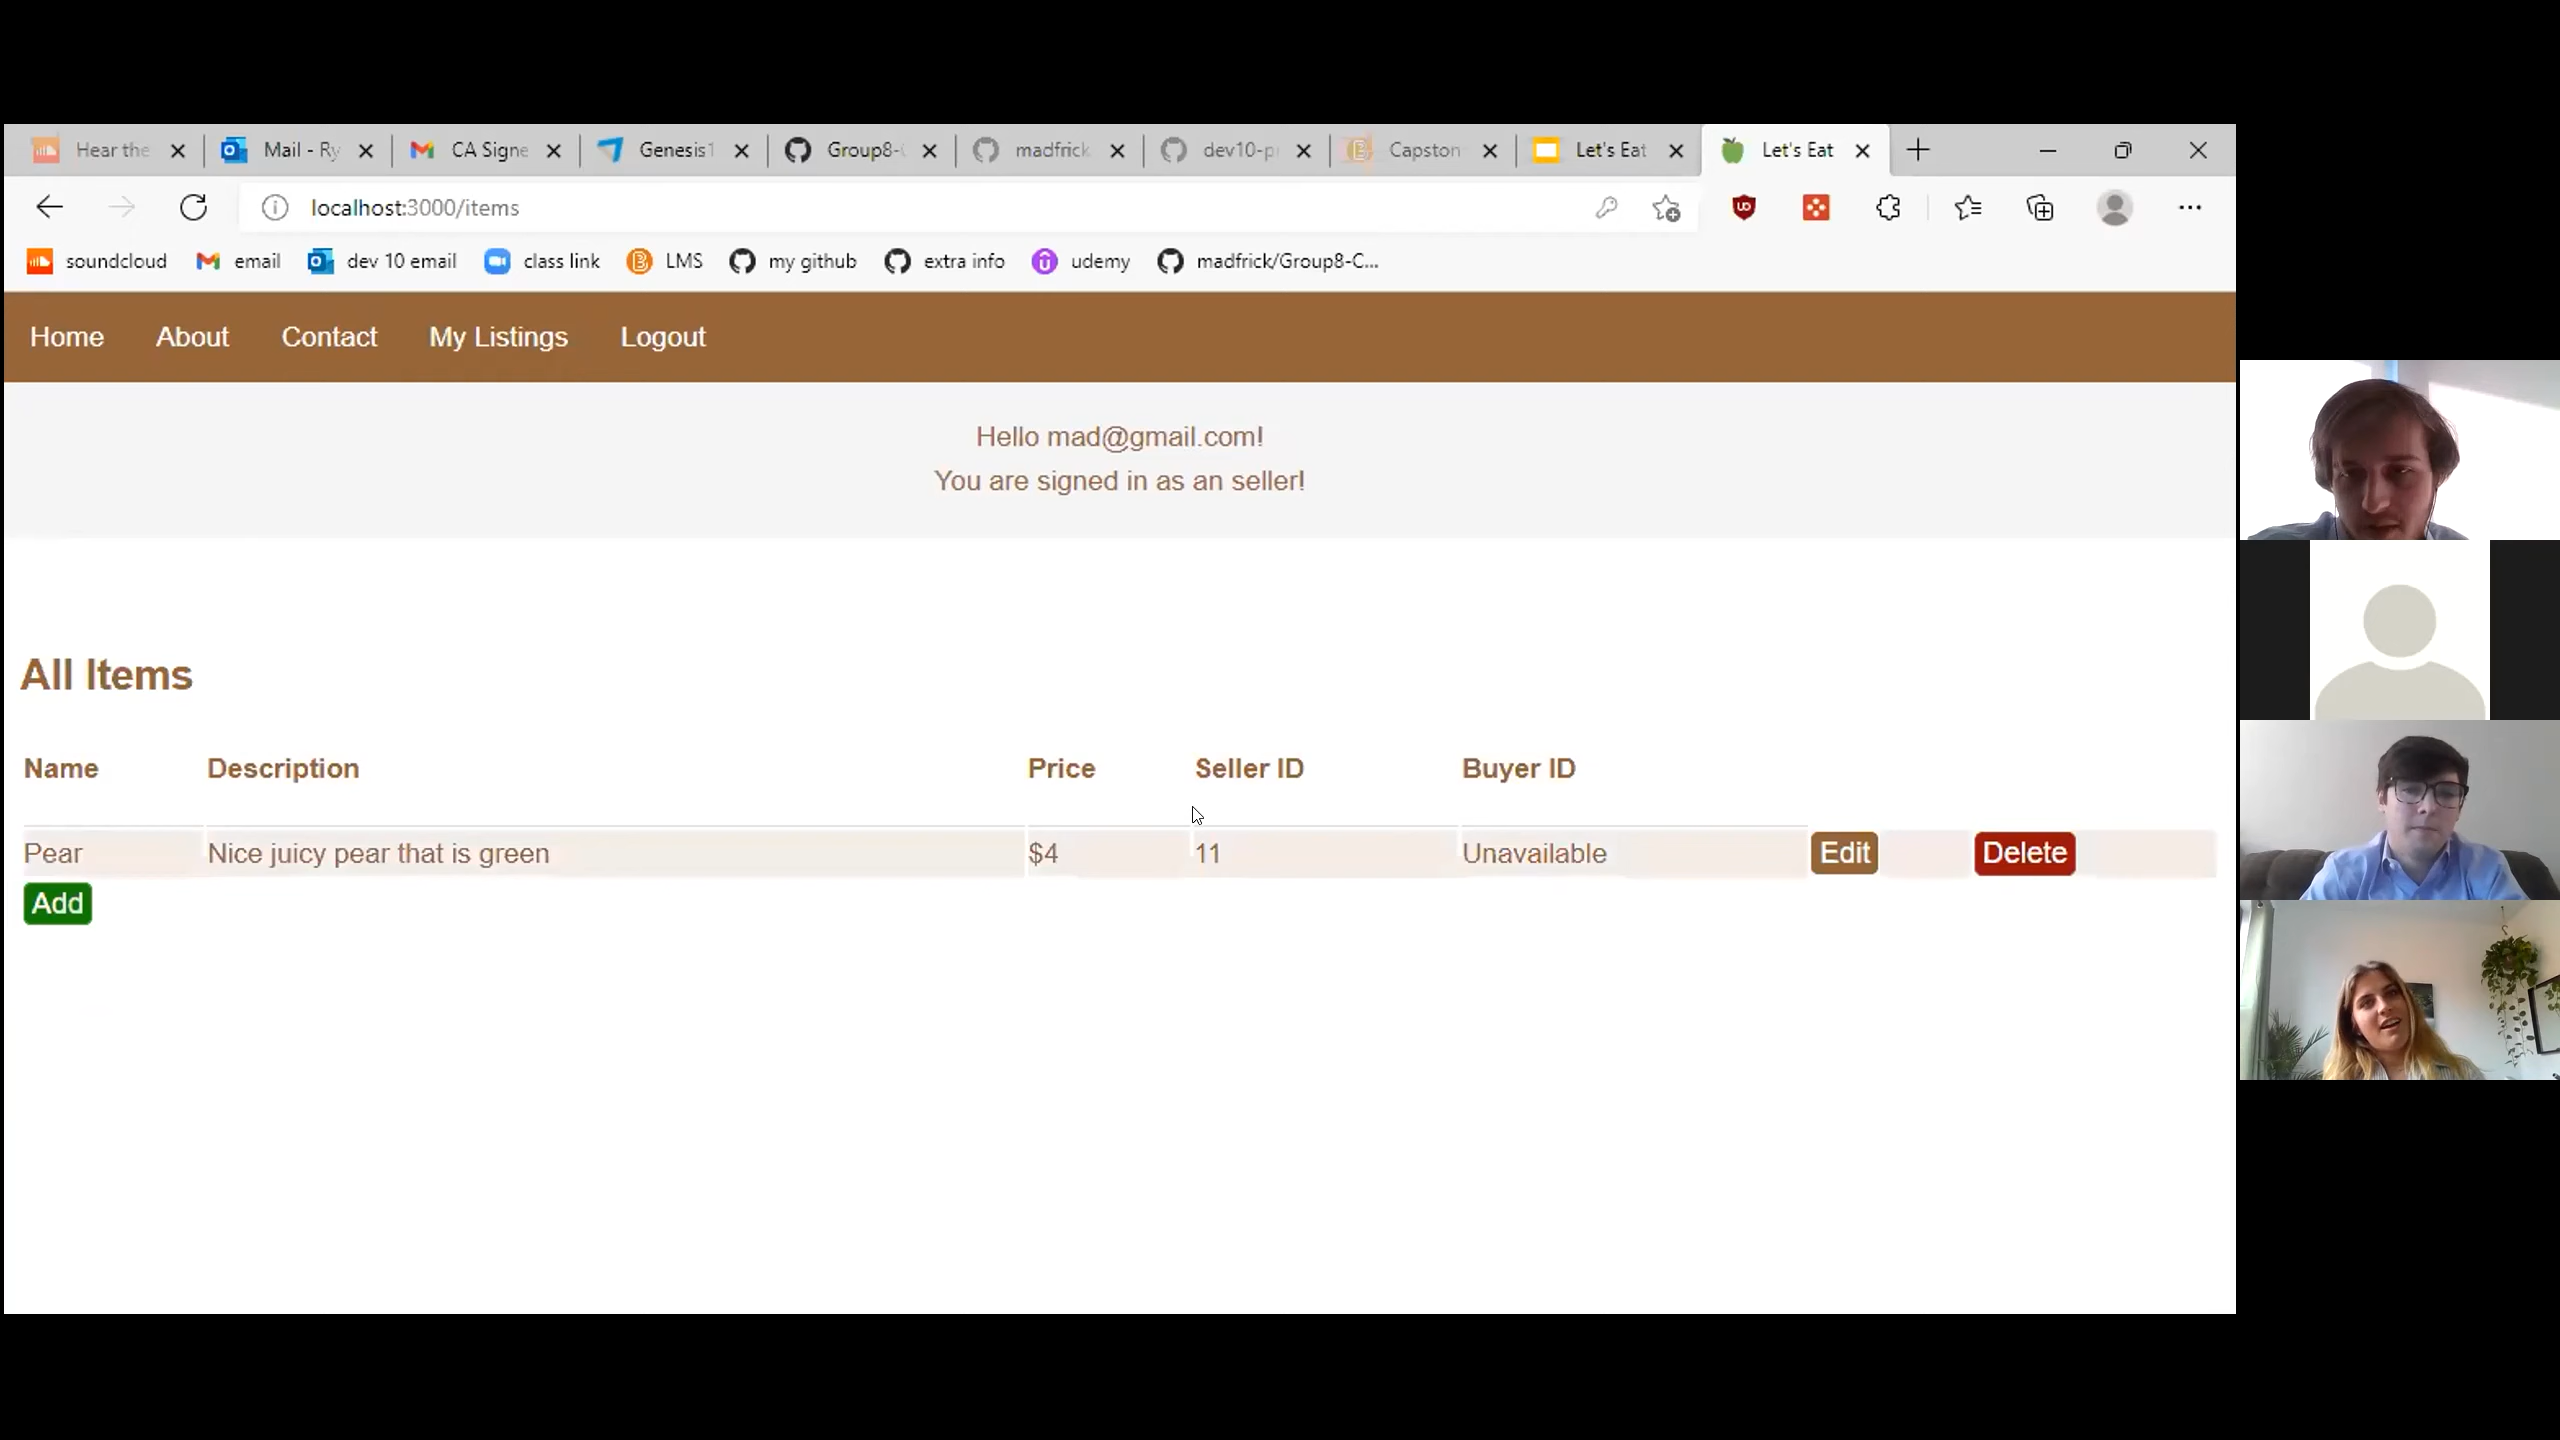 Hear the Mail - Ry CA Signe Genesis1 Group8- madfrick dev10-p Capston Let's Eat Let's Eat
localhost:3000/items
soundcloud email dev 10 email class link LMS my github extra info udemy madfrick/Group8-C...
Home About Contact My Listings Logout
Hello mad@gmail.com!
You are signed in as an seller!
All Items
Name Description Price Seller ID Buyer ID
Pear Nice juicy pear that is green $4 11 Unavailable Edit Delete
Add